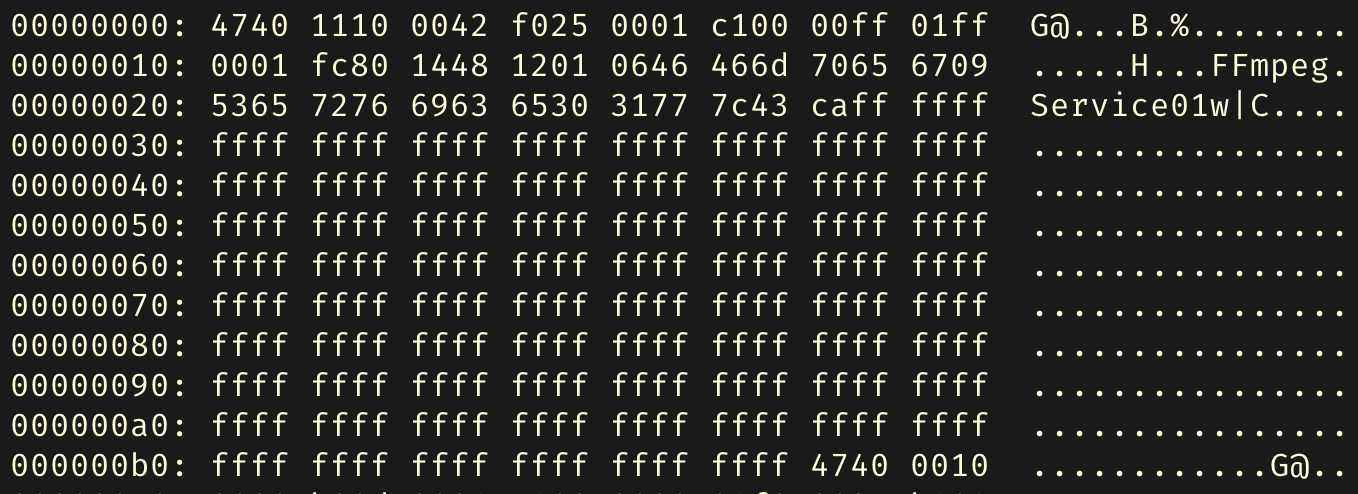 00000000: 4740 1110 0042 f025 0001 c100 00ff 01ff  G@...B.%........
00000010: 0001 fc80 1448 1201 0646 466d 7065 6709  .....H...FFmpeg.
00000020: 5365 7276 6963 6530 3177 7c43 caff ffff  Service01w|C....
00000030: ffff ffff ffff ffff ffff ffff ffff ffff  ................
00000040: ffff ffff ffff ffff ffff ffff ffff ffff  ................
00000050: ffff ffff ffff ffff ffff ffff ffff ffff  ................
00000060: ffff ffff ffff ffff ffff ffff ffff ffff  ................
00000070: ffff ffff ffff ffff ffff ffff ffff ffff  ................
00000080: ffff ffff ffff ffff ffff ffff ffff ffff  ................
00000090: ffff ffff ffff ffff ffff ffff ffff ffff  ................
000000a0: ffff ffff ffff ffff ffff ffff ffff ffff  ................
000000b0: ffff ffff ffff ffff ffff ffff 4740 0010  ............G@..